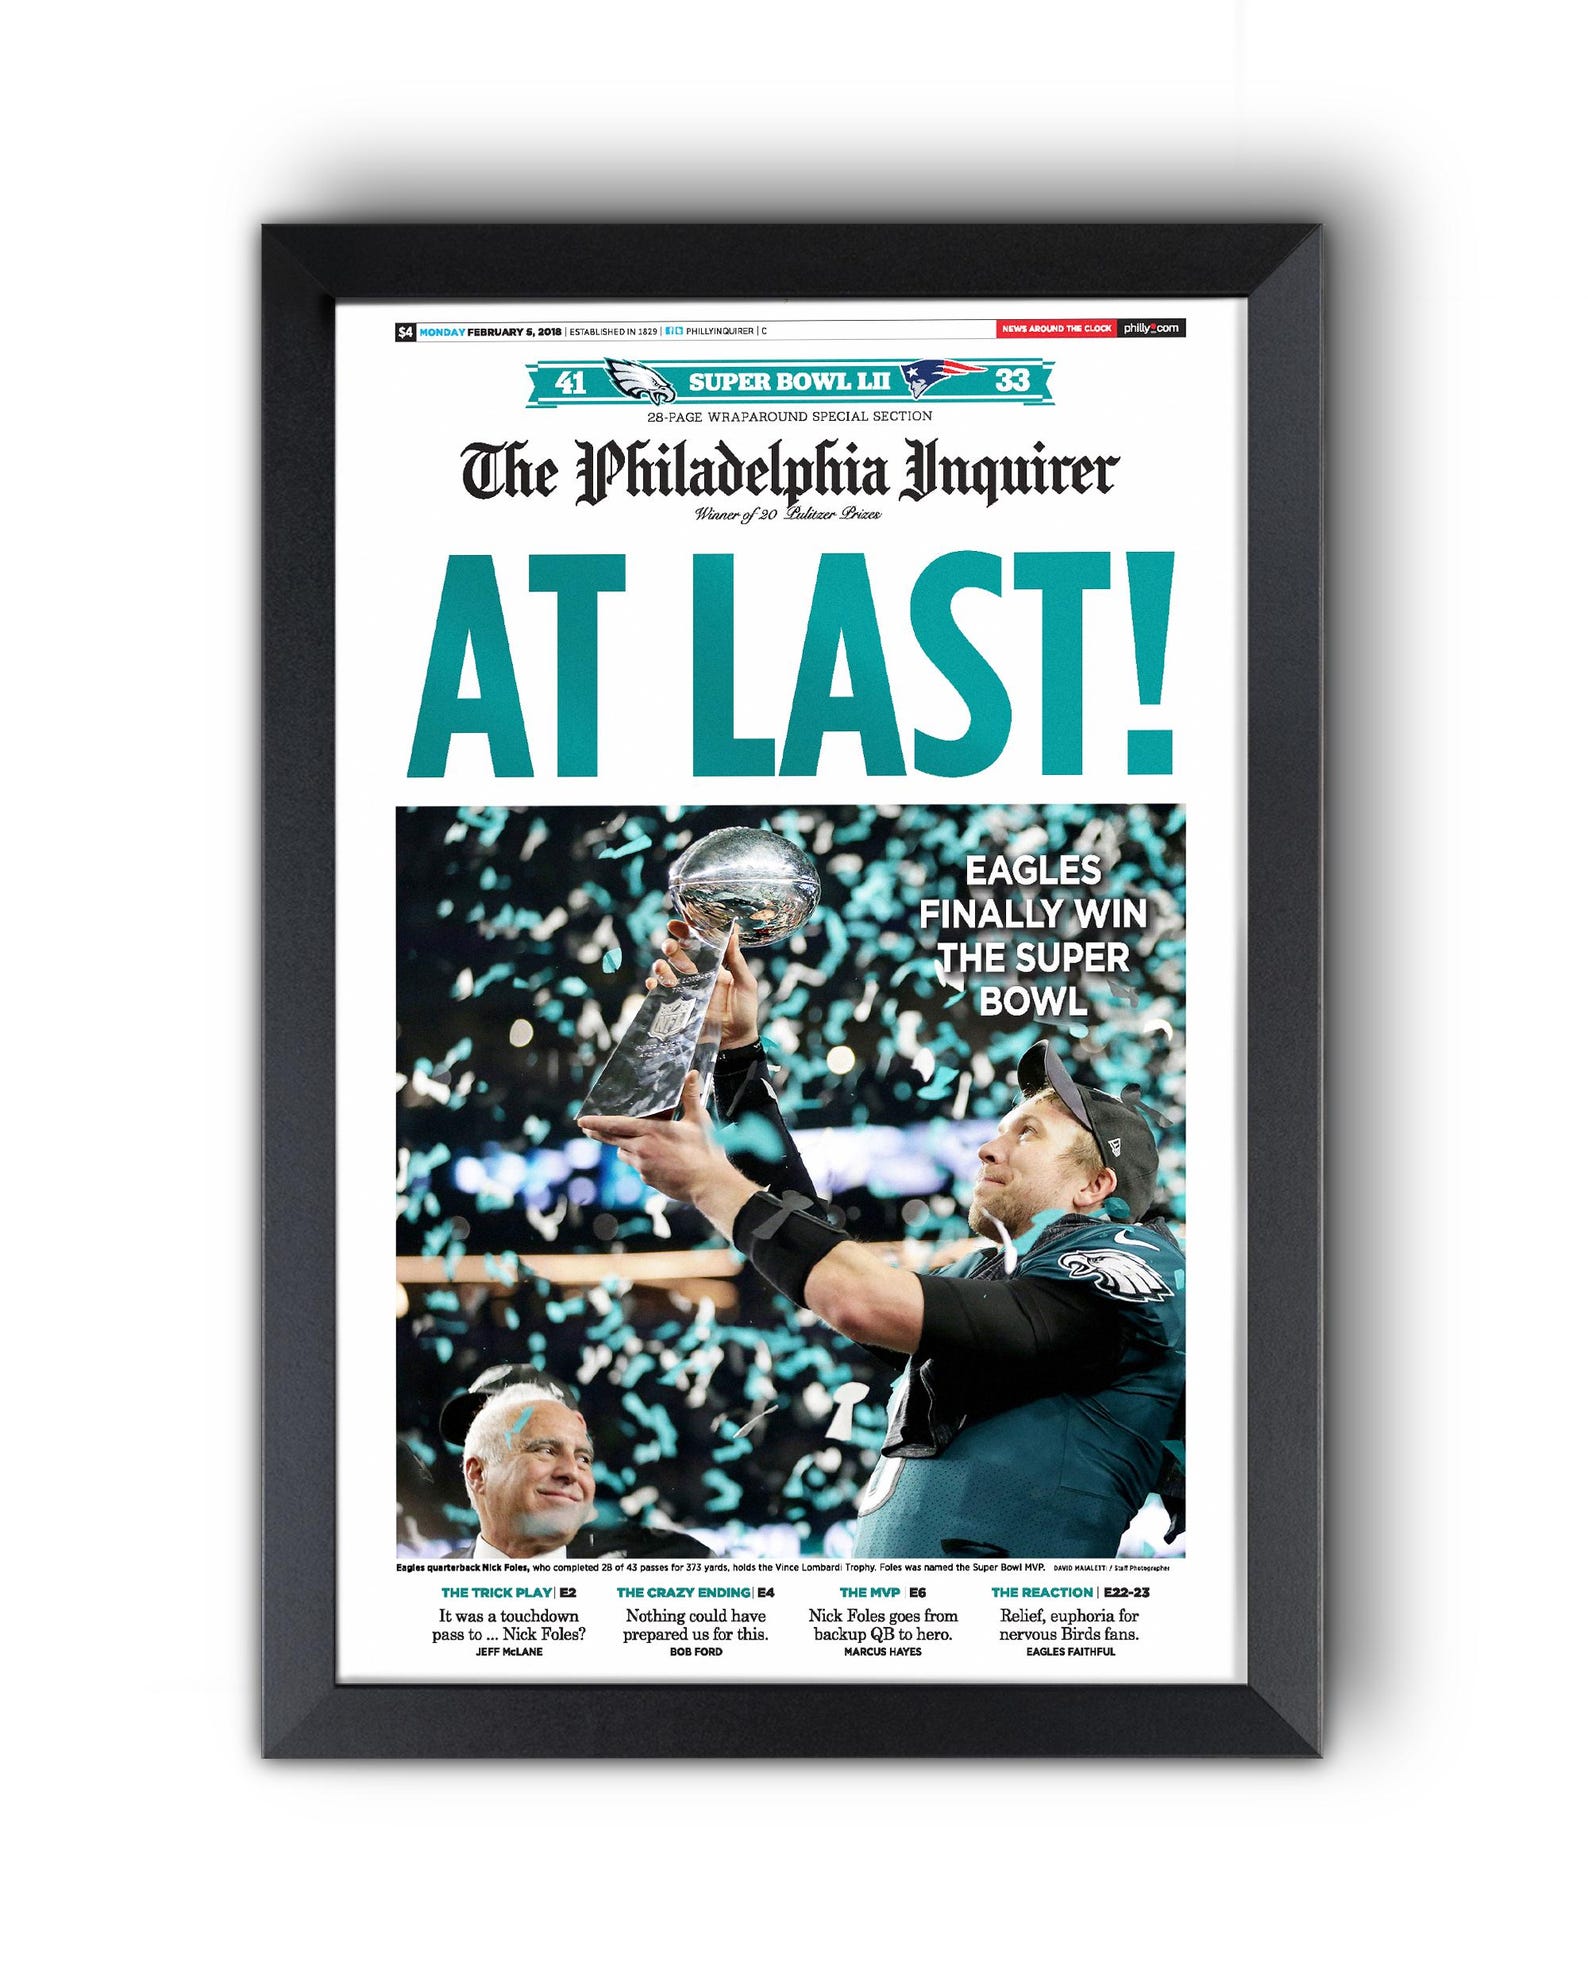 $4 MONDAY FEBRUARY 5, 2018 | ESTABLISHED IN 1829 | PHILLYINQUIRER | C NEWS AROUND THE CLOCK philly.com
41 SUPER BOWL LII 33
28-PAGE WRAPAROUND SPECIAL SECTION
The Philadelphia Inquirer
Winner of 20 Pulitzer Prizes
AT LAST!
EAGLES
FINALLY WIN
THE SUPER
BOWL
NFL
Eagles quarterback Nick Foles, who completed 28 of 43 passes for 373 yards, holds the Vince Lombardi Trophy. Foles was named the Super Bowl MVP. DAVID MAIALETTI / Staff Photographer
THE TRICK PLAY | E2
It was a touchdown
pass to ... Nick Foles?
JEFF McLANE
THE CRAZY ENDING | E4
Nothing could have
prepared us for this.
BOB FORD
THE MVP | E6
Nick Foles goes from
backup QB to hero.
MARCUS HAYES
THE REACTION | E22-23
Relief, euphoria for
nervous Birds fans.
EAGLES FAITHFUL